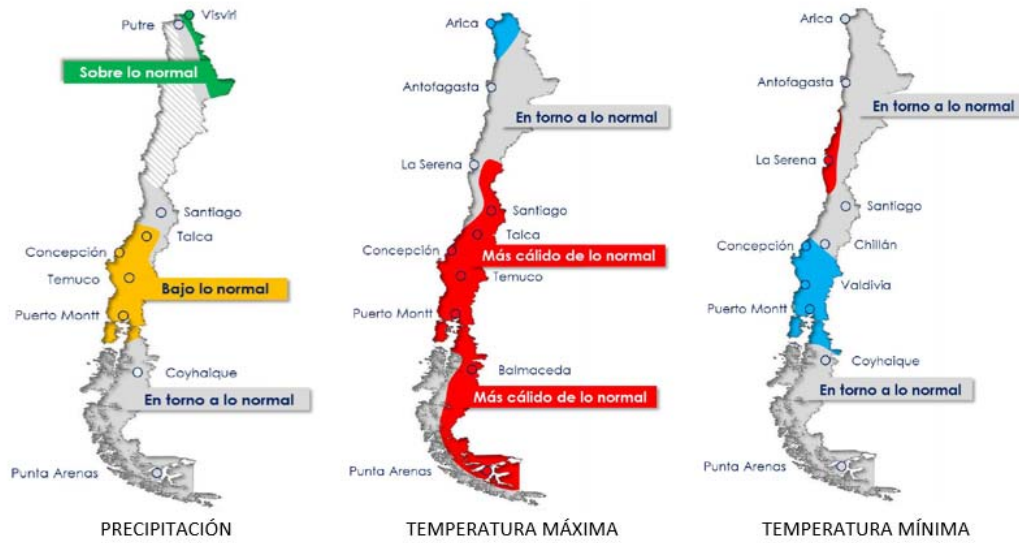 Visviri
Putre
Sobre lo normal
Santiago
Talca
Concepción
Temuco
Bajo lo normal
Puerto Montt
Coyhaique
En torno a lo normal
Punta Arenas
PRECIPITACIÓN
Arica
Antofagasta
En torno a lo normal
La Serena
Santiago
Talca
Concepción
Más cálido de lo normal
Temuco
Puerto Montt
Balmaceda
Más cálido de lo normal
Punta Arenas
TEMPERATURA MÁXIMA
Arica
Antofagasta
En torno a lo normal
La Serena
Santiago
Concepción
Chillán
Valdivia
Puerto Montt
Coyhaique
En torno a lo normal
Punta Arenas
TEMPERATURA MÍNIMA